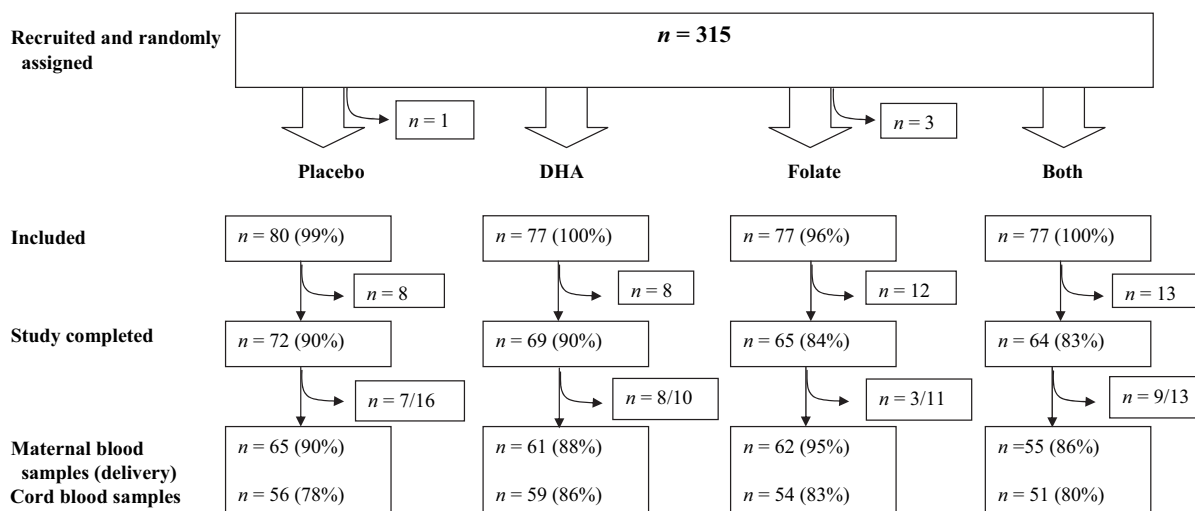 Recruited and randomly
assigned
n = 315
n = 1
n = 3
Placebo
DHA
Folate
Both
Included
n = 80 (99%)
n = 77 (100%)
n = 77 (96%)
n = 77 (100%)
n = 8
n = 8
n = 12
n = 13
Study completed
n = 72 (90%)
n = 69 (90%)
n = 65 (84%)
n = 64 (83%)
n = 7/16
n = 8/10
n = 3/11
n = 9/13
Maternal blood
samples (delivery)
n = 65 (90%)
n = 61 (88%)
n = 62 (95%)
n =55 (86%)
Cord blood samples
n = 56 (78%)
n = 59 (86%)
n = 54 (83%)
n = 51 (80%)